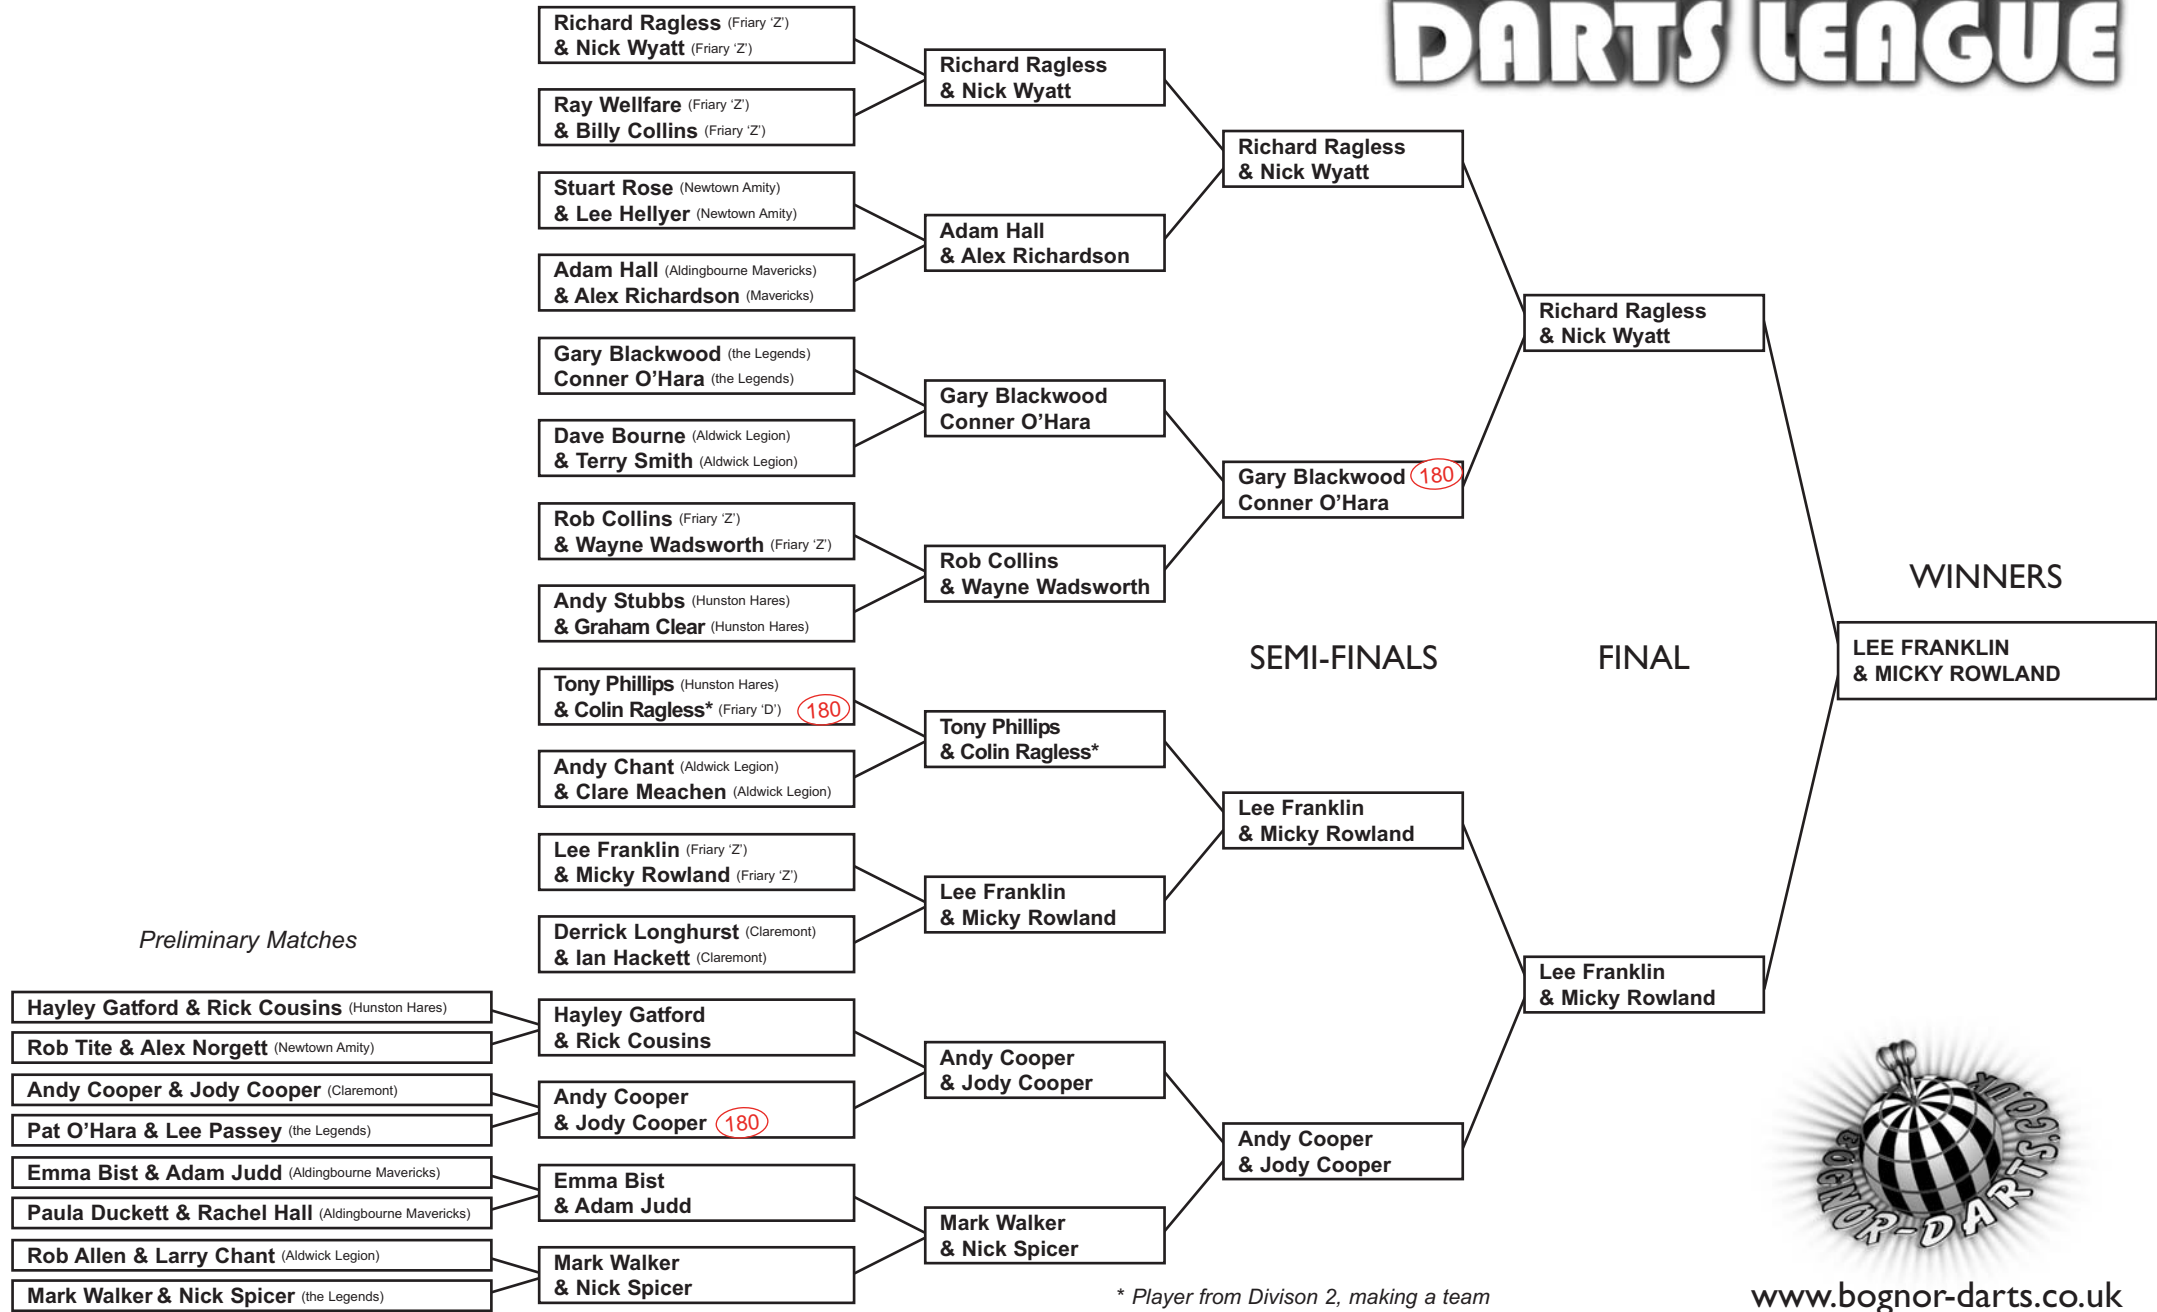 DARTS LEAGUE
Richard Ragless (Friary ‘Z’)
& Nick Wyatt (Friary ‘Z’)
Ray Wellfare (Friary ‘Z’)
& Billy Collins (Friary ‘Z’)
Stuart Rose (Newtown Amity)
& Lee Hellyer (Newtown Amity)
Adam Hall (Aldingbourne Mavericks)
& Alex Richardson (Mavericks)
Gary Blackwood (the Legends)
Conner O’Hara (the Legends)
Dave Bourne (Aldwick Legion)
& Terry Smith (Aldwick Legion)
Rob Collins (Friary ‘Z’)
& Wayne Wadsworth (Friary ‘Z’)
Andy Stubbs (Hunston Hares)
& Graham Clear (Hunston Hares)
Tony Phillips (Hunston Hares)
& Colin Ragless* (Friary ‘D’) 180
Andy Chant (Aldwick Legion)
& Clare Meachen (Aldwick Legion)
Lee Franklin (Friary ‘Z’)
& Micky Rowland (Friary ‘Z’)
Derrick Longhurst (Claremont)
& Ian Hackett (Claremont)
Preliminary Matches
Hayley Gatford & Rick Cousins (Hunston Hares)
Rob Tite & Alex Norgett (Newtown Amity)
Andy Cooper & Jody Cooper (Claremont)
Pat O’Hara & Lee Passey (the Legends)
Emma Bist & Adam Judd (Aldingbourne Mavericks)
Paula Duckett & Rachel Hall (Aldingbourne Mavericks)
Rob Allen & Larry Chant (Aldwick Legion)
Mark Walker & Nick Spicer (the Legends)
Hayley Gatford
& Rick Cousins
Andy Cooper
& Jody Cooper 180
Emma Bist
& Adam Judd
Mark Walker
& Nick Spicer
Richard Ragless
& Nick Wyatt
Adam Hall
& Alex Richardson
Gary Blackwood
Conner O’Hara
Rob Collins
& Wayne Wadsworth
Tony Phillips
& Colin Ragless*
Lee Franklin
& Micky Rowland
Andy Cooper
& Jody Cooper
Mark Walker
& Nick Spicer
Richard Ragless
& Nick Wyatt
Gary Blackwood 180
Conner O’Hara
SEMI-FINALS
Lee Franklin
& Micky Rowland
Andy Cooper
& Jody Cooper
Richard Ragless
& Nick Wyatt
FINAL
Lee Franklin
& Micky Rowland
WINNERS
LEE FRANKLIN
& MICKY ROWLAND
* Player from Divison 2, making a team
BOGNOR-DARTS.CO.UK
www.bognor-darts.co.uk